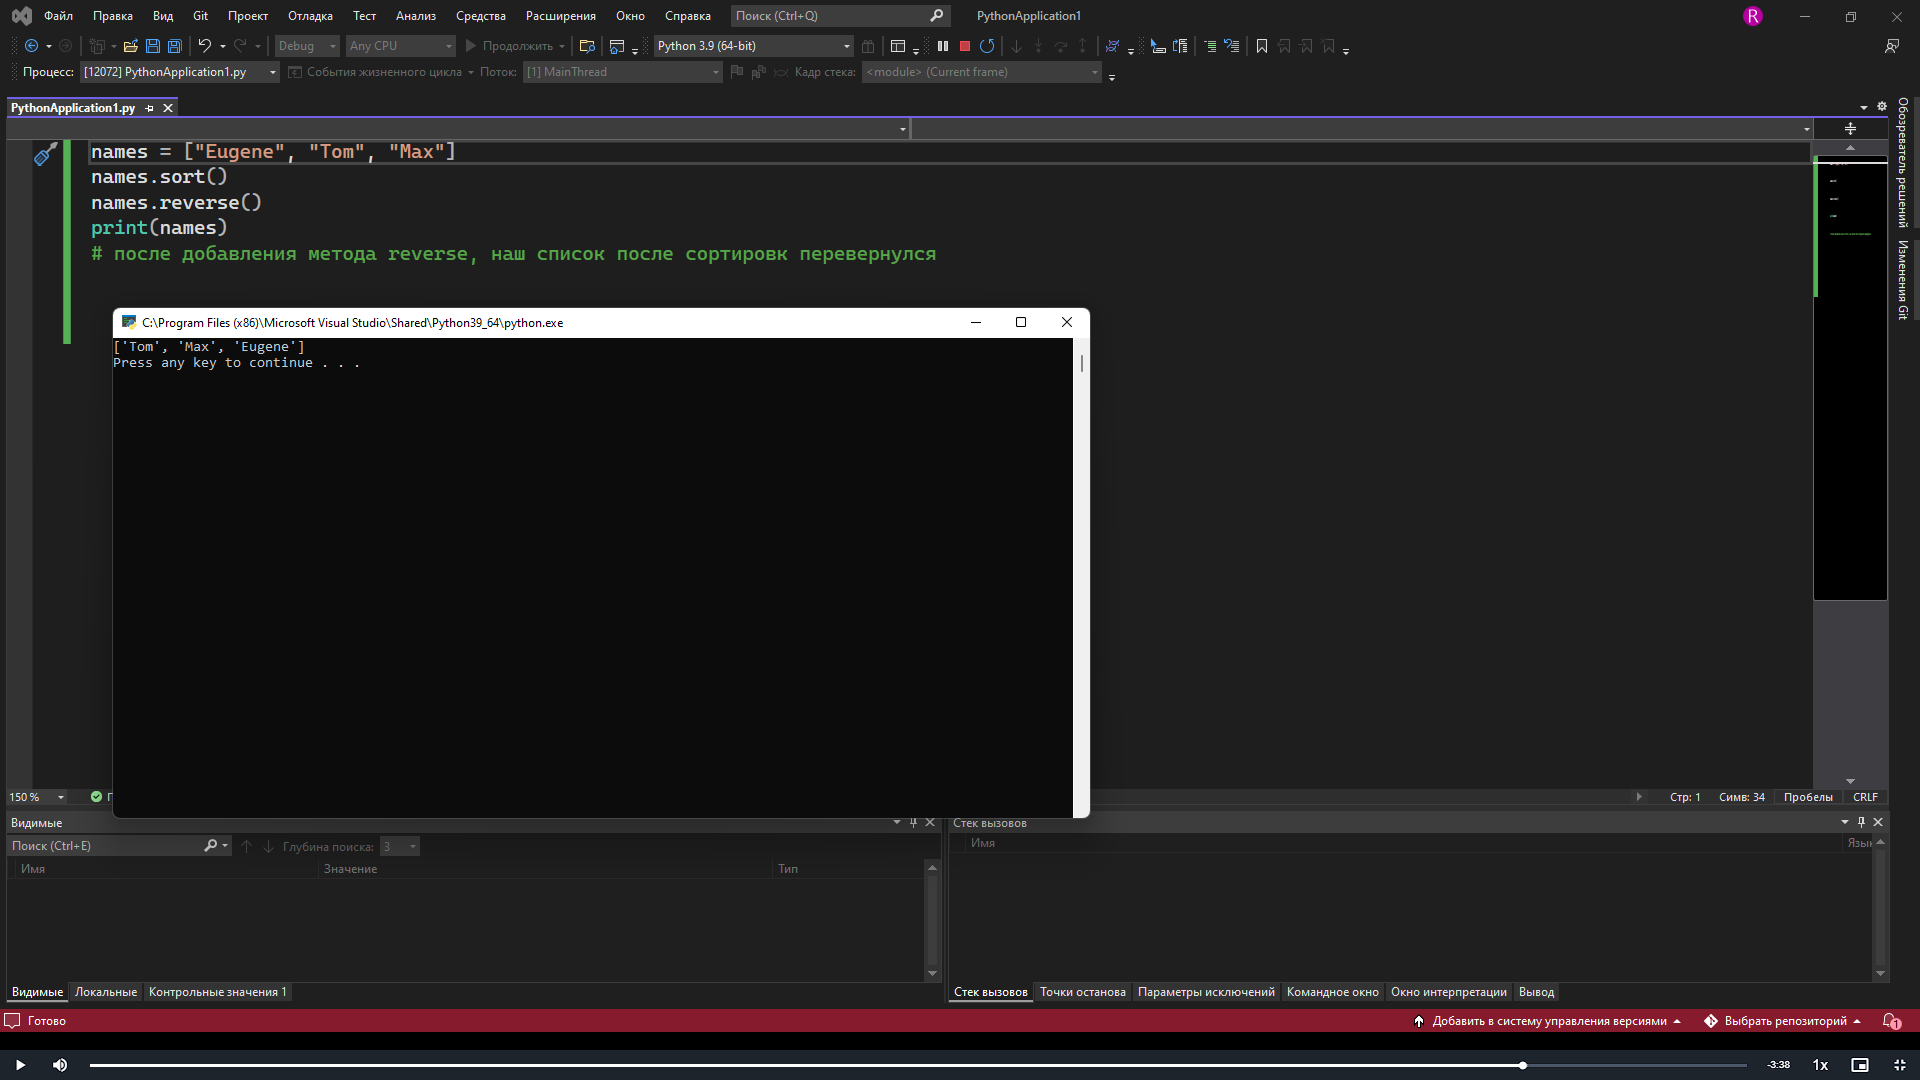 Файл Правка Вид Git Проект Отладка Тест Анализ Средства Расширения Окно Справка Поиск (Ctrl+Q) PythonApplication1 R
Debug Any CPU Продолжить Python 3.9 (64-bit)
Процесс: [12072] PythonApplication1.py События жизненного цикла Поток: [1] MainThread Кадр стека: <module> (Current frame)
PythonApplication1.py
names = ["Eugene", "Tom", "Max"]
names.sort()
names.reverse()
print(names)
# после добавления метода reverse, наш список после сортировк перевернулся
Обозреватель решений
Изменения Git
C:\Program Files (x86)\Microsoft Visual Studio\Shared\Python39_64\python.exe
['Tom', 'Max', 'Eugene']
Press any key to continue . . .
150 % Стр: 1 Симв: 34 Пробелы CRLF
Видимые
Поиск (Ctrl+E) Глубина поиска: 3
Имя Значение Тип
Видимые Локальные Контрольные значения 1
Стек вызовов
Имя
Стек вызовов Точки останова Параметры исключений Командное окно Окно интерпретации Вывод
Готово Добавить в систему управления версиями Выбрать репозиторий 1
-3:38 1x